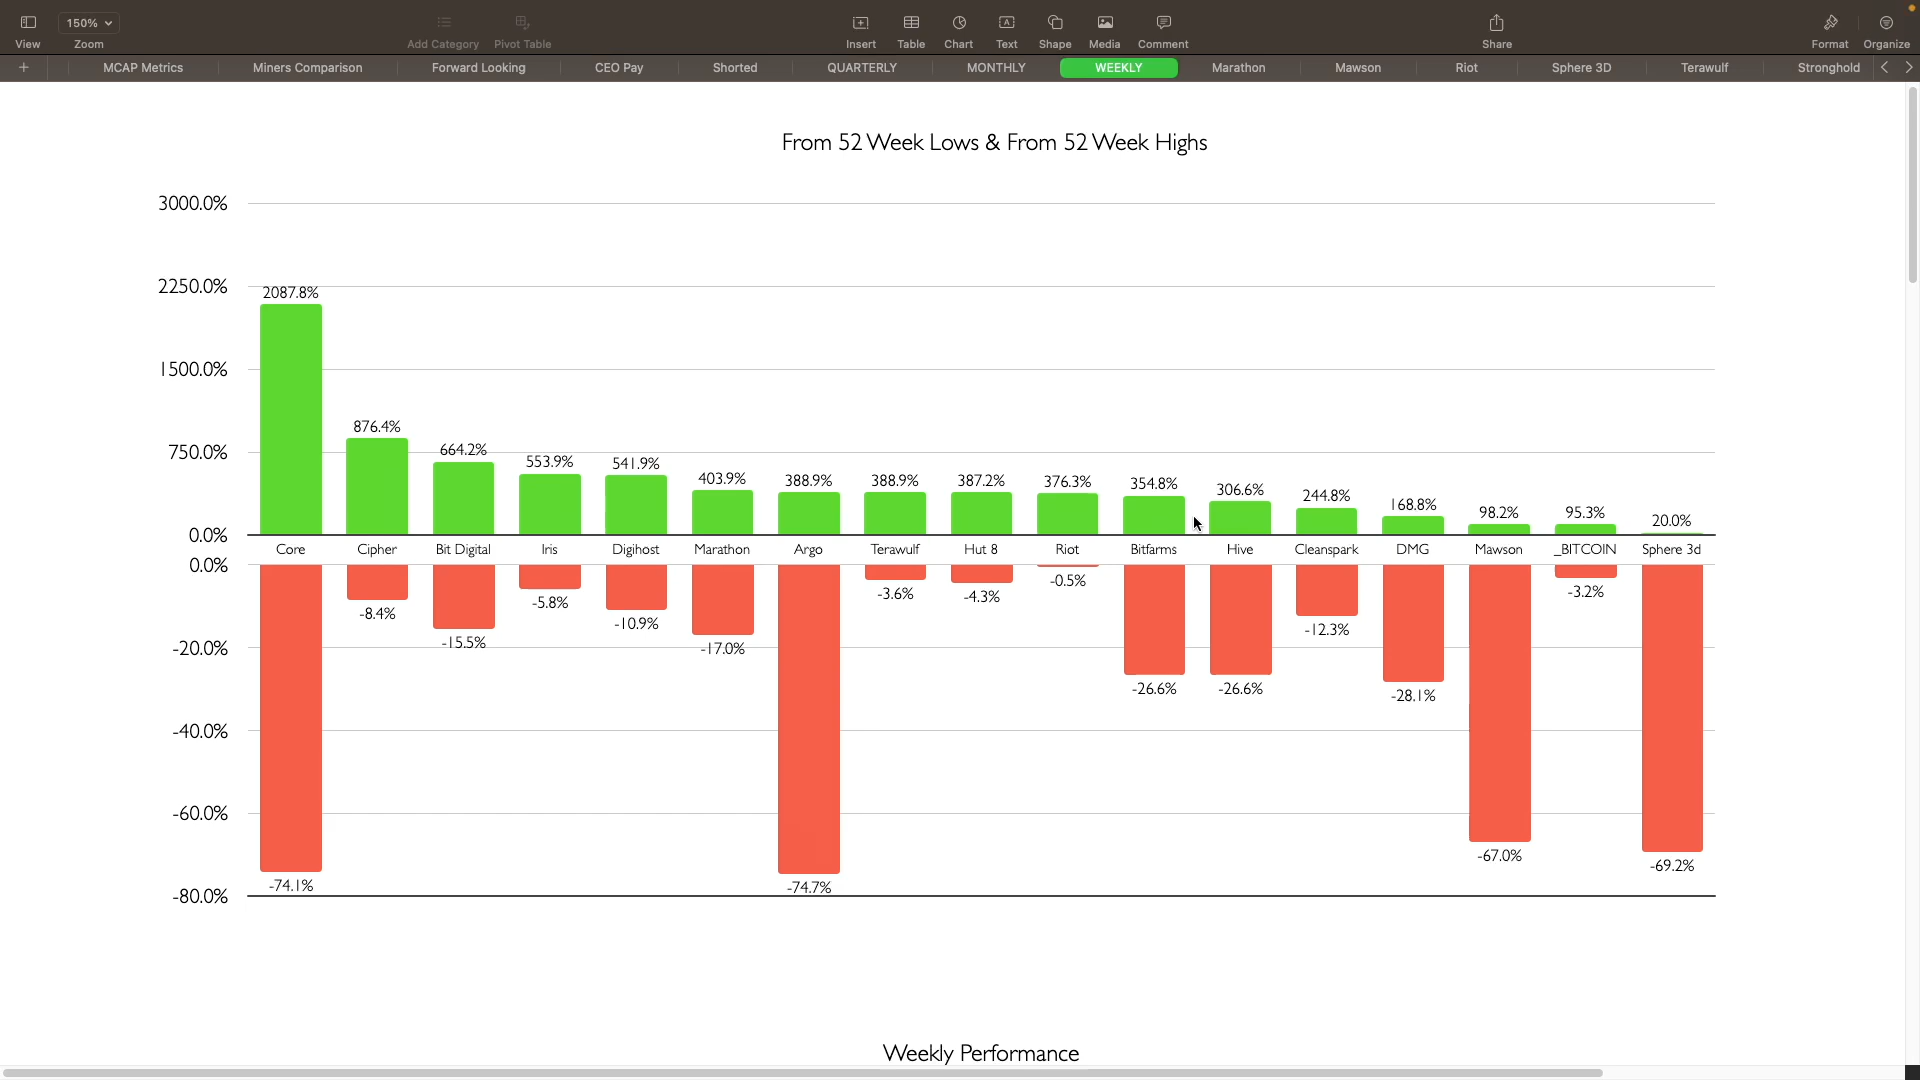 150%
View
Zoom
Add Category
Pivot Table
Insert
Table
Chart
Text
Shape
Media
Comment
Share
Format
Organize
MCAP Metrics
Miners Comparison
Forward Looking
CEO Pay
Shorted
QUARTERLY
MONTHLY
WEEKLY
Marathon
Mawson
Riot
Sphere 3D
Terawulf
Stronghold
From 52 Week Lows & From 52 Week Highs
3000.0%
2250.0%
1500.0%
750.0%
0.0%
2087.8%
876.4%
664.2%
553.9%
541.9%
403.9%
388.9%
388.9%
387.2%
376.3%
354.8%
306.6%
244.8%
168.8%
98.2%
95.3%
20.0%
Core
Cipher
Bit Digital
Iris
Digihost
Marathon
Argo
Terawulf
Hut 8
Riot
Bitfarms
Hive
Cleanspark
DMG
Mawson
_BITCOIN
Sphere 3d
0.0%
-20.0%
-40.0%
-60.0%
-80.0%
-74.1%
-8.4%
-15.5%
-5.8%
-10.9%
-17.0%
-74.7%
-3.6%
-4.3%
-0.5%
-26.6%
-26.6%
-12.3%
-28.1%
-67.0%
-3.2%
-69.2%
Weekly Performance